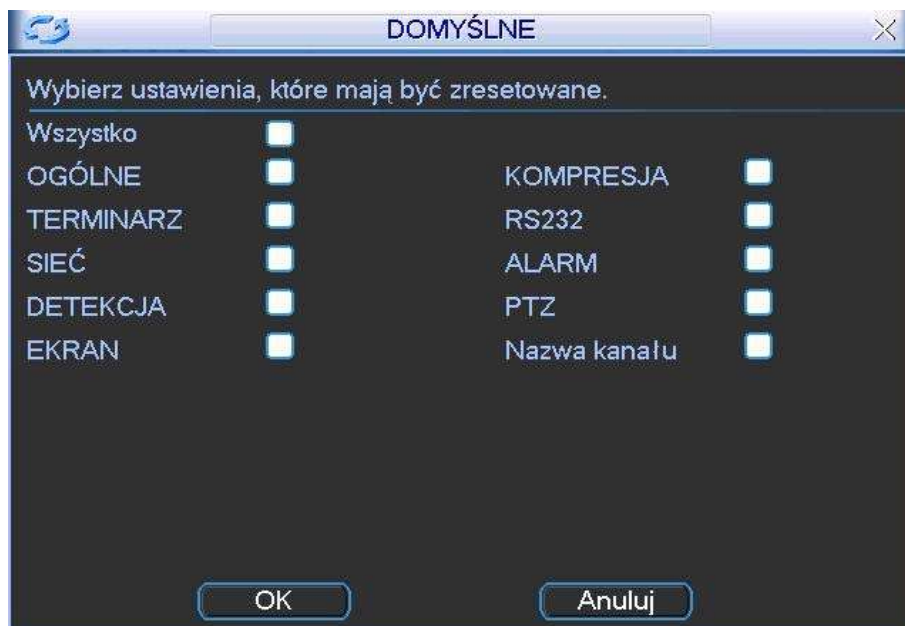 DOMYŚLNE
Wybierz ustawienia, które mają być zresetowane.
Wszystko
OGÓLNE KOMPRESJA
TERMINARZ RS232
SIEĆ ALARM
DETEKCJA PTZ
EKRAN Nazwa kanału
OK Anuluj